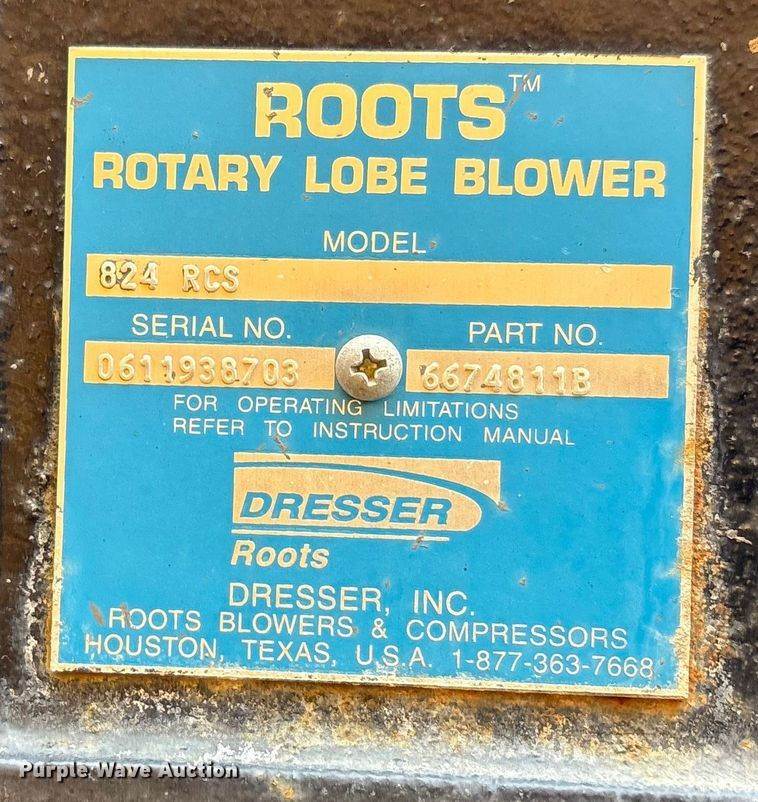 ROOTS™
ROTARY LOBE BLOWER
MODEL
824 RCS
SERIAL NO. PART NO.
0611938703 6674811B
FOR OPERATING LIMITATIONS
REFER TO INSTRUCTION MANUAL
DRESSER
Roots
DRESSER, INC.
ROOTS BLOWERS & COMPRESSORS
HOUSTON, TEXAS, U.S.A. 1-877-363-7668
Purple Wave Auction